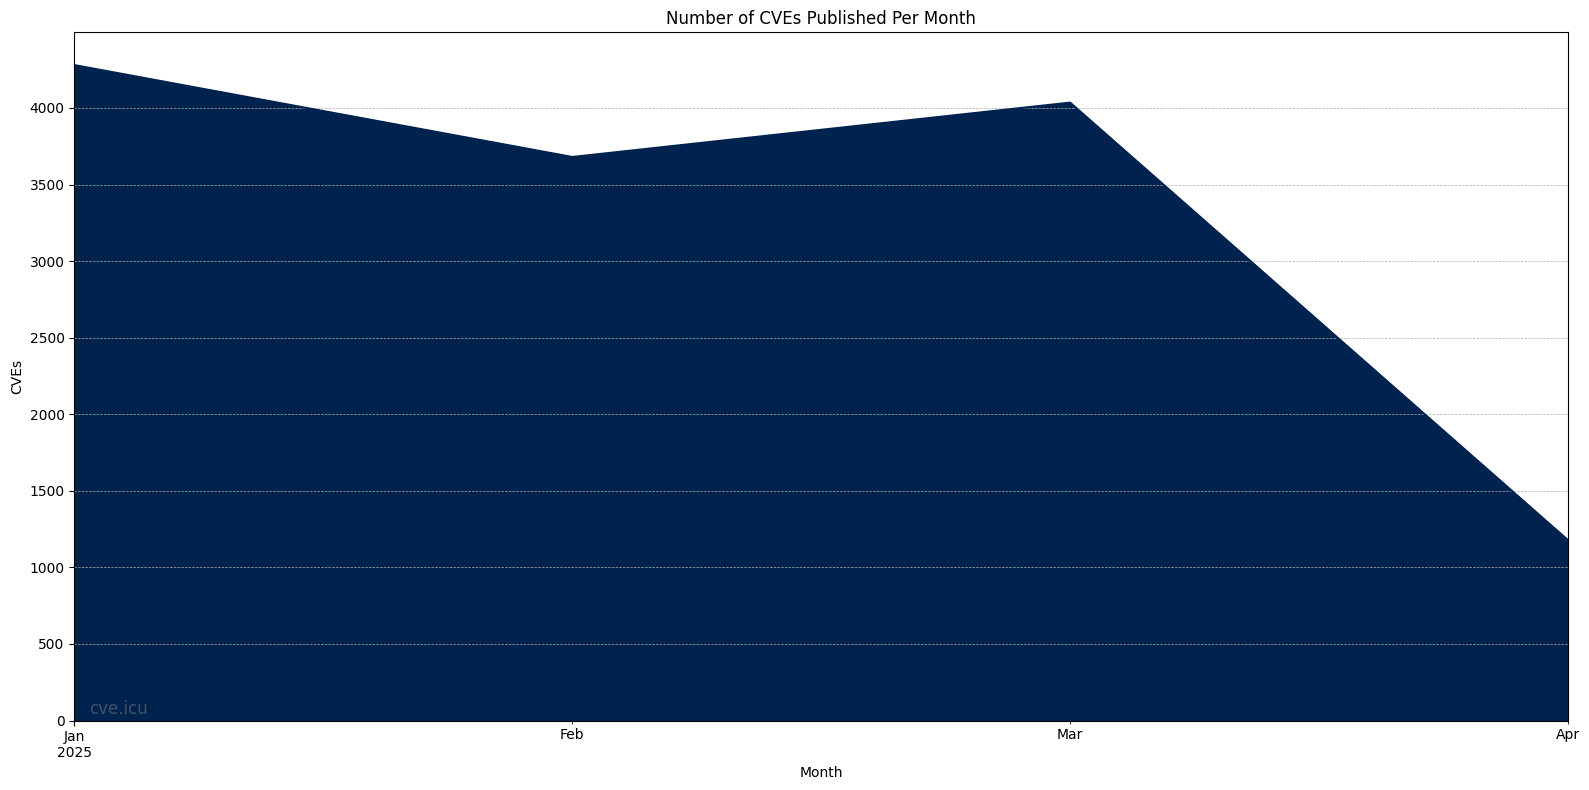 Number of CVEs Published Per Month
4000
3500
3000
2500
2000
1500
1000
500
0
CVEs
cve.icu
Jan
2025
Feb
Mar
Apr
Month